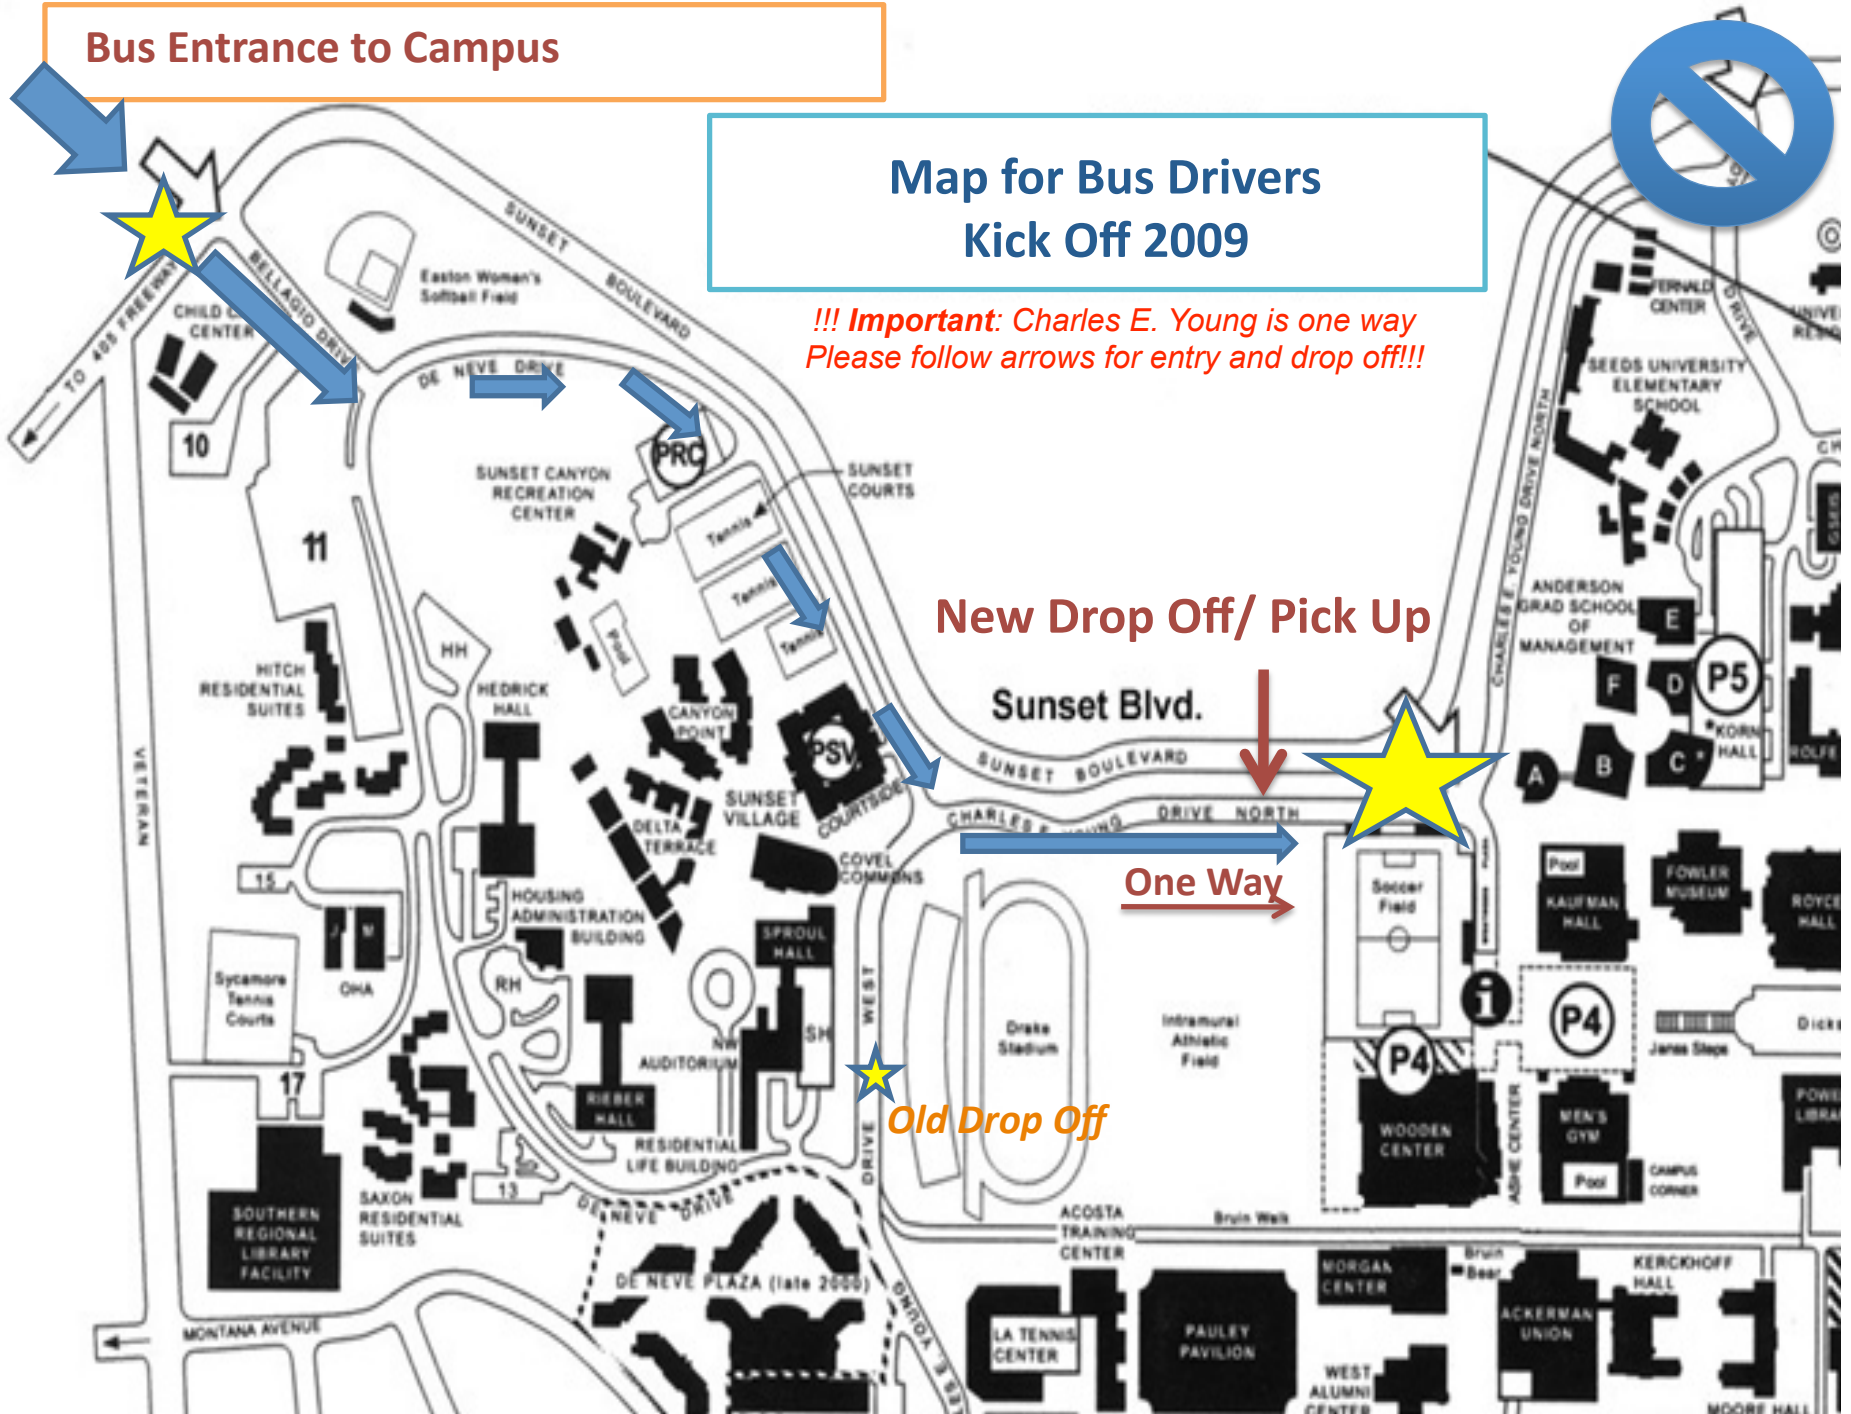 Bus Entrance to Campus
Map for Bus Drivers
Kick Off 2009
!!! Important: Charles E. Young is one way
Please follow arrows for entry and drop off!!!
SUNSET
BOULEVARD
Easton Women's
Softball Field
BELLAGIO DRIVE
TO 405 FREEWAY
CHILD
CENTER
DE NEVE DRIVE
10
PRC
SUNSET CANYON
RECREATION
CENTER
SUNSET
COURTS
Tennis
Tennis
Tennis
11
Pool
FERNALD
CENTER
DRIVE
SEEDS UNIVERSITY
ELEMENTARY
SCHOOL
CHARLES E. YOUNG DRIVE NORTH
GSEIS
ANDERSON
GRAD SCHOOL
OF
MANAGEMENT
E
F
D
P5
A
B
C*
*KORN
HALL
ROLFE
New Drop Off/ Pick Up
Sunset Blvd.
SUNSET BOULEVARD
CHARLES E. YOUNG DRIVE NORTH
One Way
HH
HITCH
RESIDENTIAL
SUITES
HEDRICK
HALL
CANYON
POINT
PSV
COURTSIDE
SUNSET
VILLAGE
DELTA
TERRACE
COVEL
COMMONS
VETERAN
15
HOUSING
ADMINISTRATION
BUILDING
J
M
OHA
Sycamore
Tennis
Courts
RH
SPROUL
HALL
SH
NW
AUDITORIUM
WEST
DRIVE
Old Drop Off
Drake
Stadium
Intramural
Athletic
Field
Soccer
Field
Pool
KAUFMAN
HALL
FOWLER
MUSEUM
ROYCE
HALL
i
P4
P4
Janss Steps
Dicks
17
RIEBER
HALL
RESIDENTIAL
LIFE BUILDING
13
DE NEVE DRIVE
SAXON
RESIDENTIAL
SUITES
SOUTHERN
REGIONAL
LIBRARY
FACILITY
WOODEN
CENTER
ASHE CENTER
MEN'S
GYM
Pool
CAMPUS
CORNER
POWE
LIBRA
ACOSTA
TRAINING
CENTER
Bruin Walk
DE NEVE PLAZA (late 2000)
MONTANA AVENUE
LES E. YOUNG
LA TENNIS
CENTER
PAULEY
PAVILION
MORGAN
CENTER
Bruin
Bear
ACKERMAN
UNION
KERCKHOFF
HALL
WEST
ALUMNI
CENTER
MOORE HALL